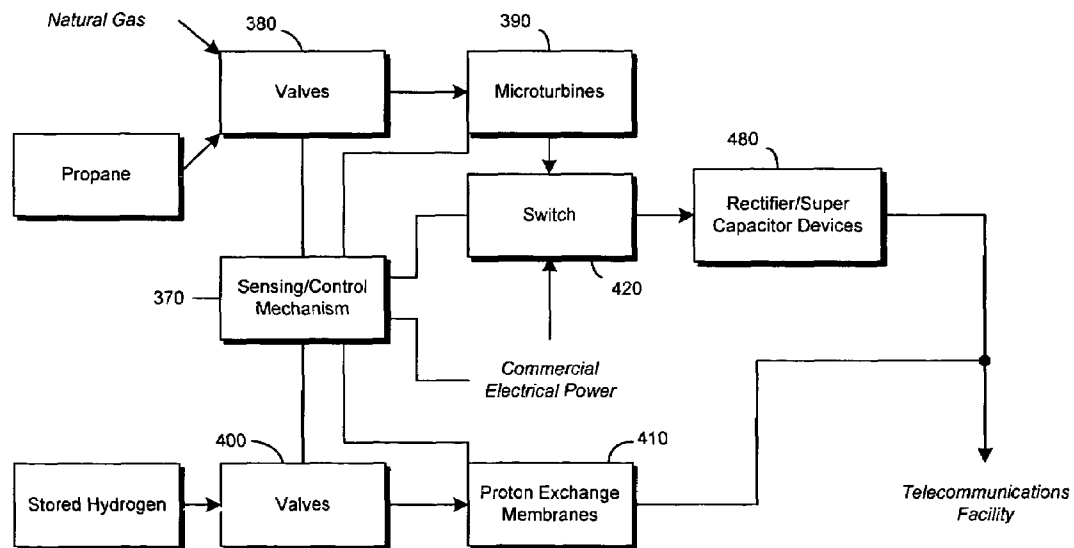 Natural Gas
380
390
Valves
Microturbines
Propane
480
Switch
Rectifier/Super
Capacitor Devices
420
370
Sensing/Control
Mechanism
Commercial
Electrical Power
400
410
Stored Hydrogen
Valves
Proton Exchange
Membranes
Telecommunications
Facility